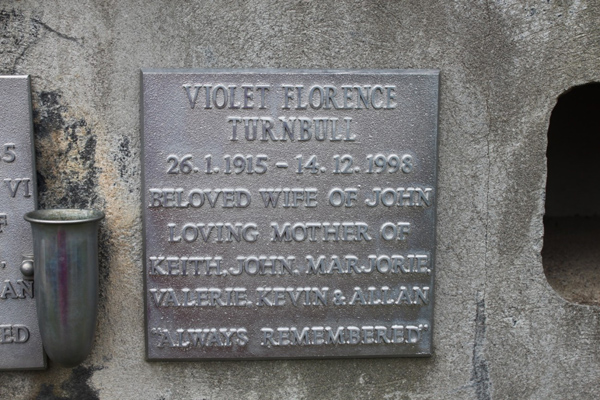 VIOLET FLORENCE
TURNBULL
26.1.1915 - 14.12.1998
BELOVED WIFE OF JOHN
LOVING MOTHER OF
KEITH, JOHN, MARJORIE,
VALERIE, KEVIN & ALLAN
"ALWAYS REMEMBERED"